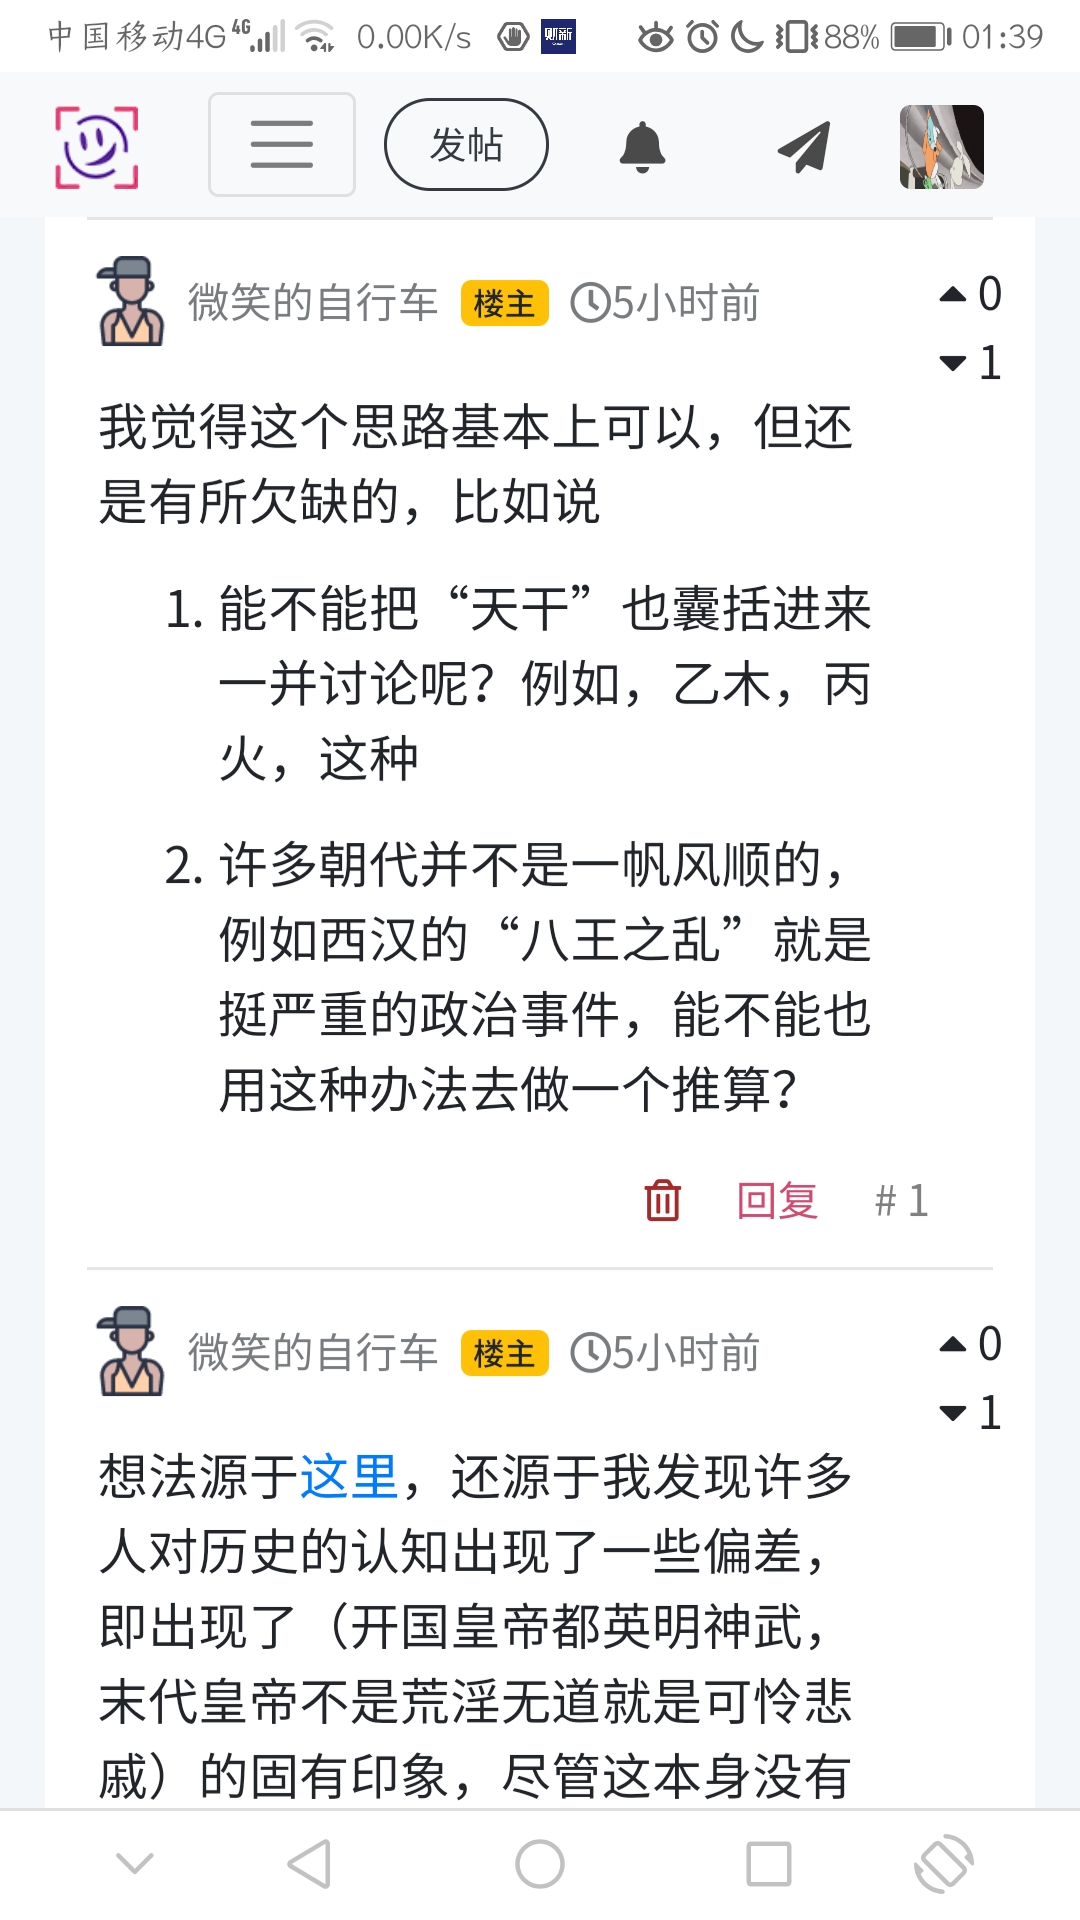 中国移动4G 4G 0.00K/s 财新 88% 01:39
发帖
微笑的自行车 楼主 5小时前 0
1
我觉得这个思路基本上可以，但还
是有所欠缺的，比如说
1. 能不能把“天干”也囊括进来
一并讨论呢？例如，乙木，丙
火，这种
2. 许多朝代并不是一帆风顺的，
例如西汉的“八王之乱”就是
挺严重的政治事件，能不能也
用这种办法去做一个推算？
回复 # 1
微笑的自行车 楼主 5小时前 0
1
想法源于这里，还源于我发现许多
人对历史的认知出现了一些偏差，
即出现了（开国皇帝都英明神武，
末代皇帝不是荒淫无道就是可怜悲
戚）的固有印象，尽管这本身没有